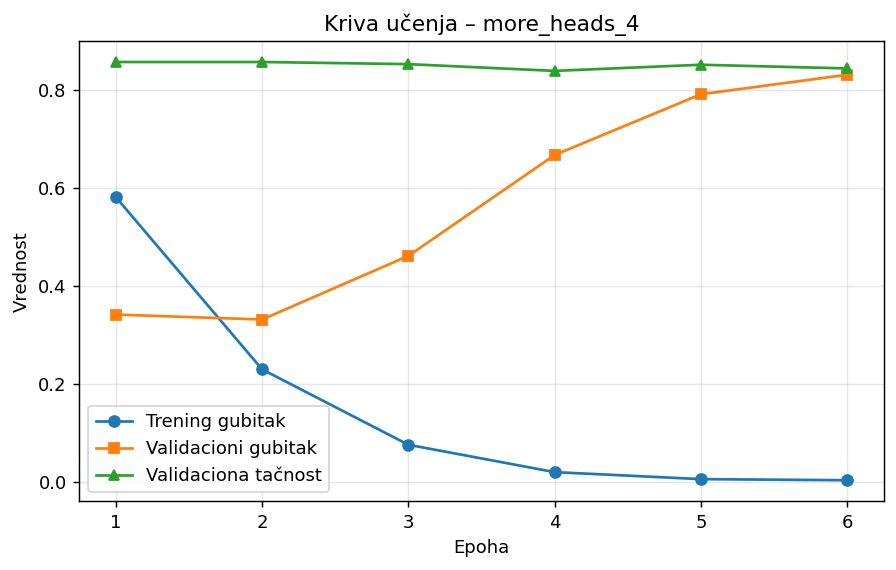 Kriva učenja – more_heads_4
Vrednost
0.8
0.6
0.4
0.2
0.0
Trening gubitak
Validacioni gubitak
Validaciona tačnost
1 2 3 4 5 6
Epoha